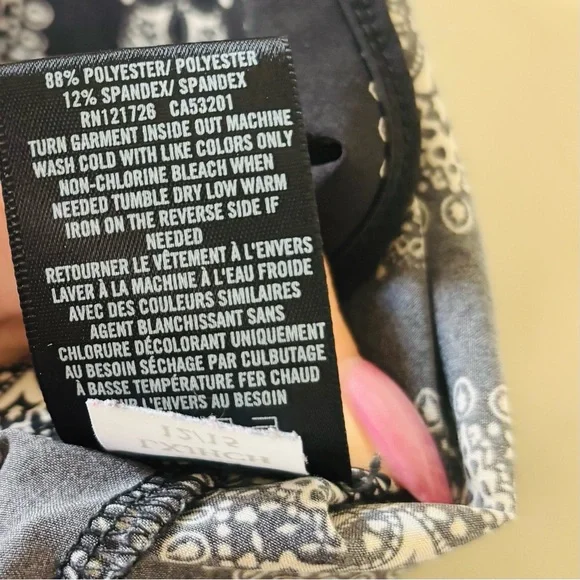 88% POLYESTER/ POLYESTER
12% SPANDEX/ SPANDEX
RN121726 CA53201
TURN GARMENT INSIDE OUT MACHINE
WASH COLD WITH LIKE COLORS ONLY
NON-CHLORINE BLEACH WHEN
NEEDED TUMBLE DRY LOW WARM
IRON ON THE REVERSE SIDE IF
NEEDED
RETOURNER LE VÊTEMENT À L'ENVERS
LAVER À LA MACHINE À L'EAU FROIDE
AVEC DES COULEURS SIMILAIRES
AGENT BLANCHISSANT SANS
CHLORURE DÉCOLORANT UNIQUEMENT
AU BESOIN SÉCHAGE PAR CULBUTAGE
À BASSE TEMPÉRATURE FER CHAUD
L'ENVERS AU BESOIN